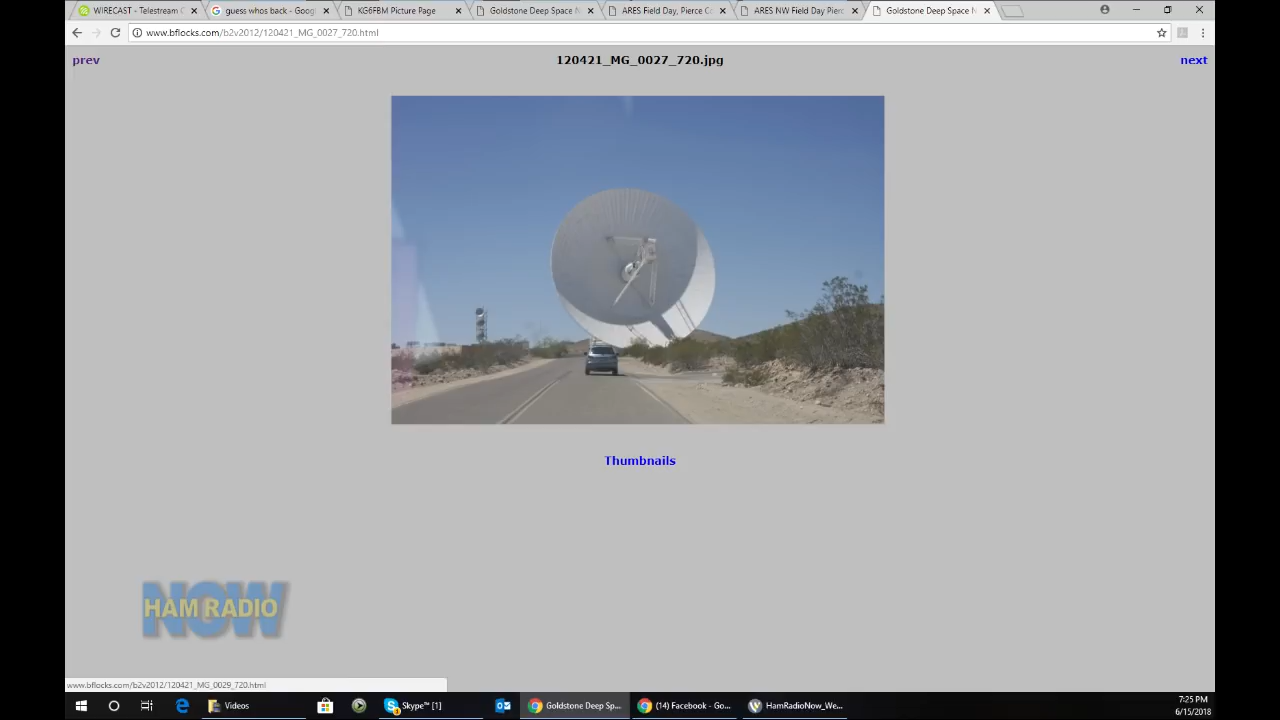 WIRECAST - Telestream C
guess whos back - Goog
KG6FBM Picture Page
Goldstone Deep Space N
ARES Field Day, Pierce C
ARES NW Field Day Pierc
Goldstone Deep Space N
www.bflocks.com/b2v2012/120421_MG_0027_720.html
prev
120421_MG_0027_720.jpg
next
Thumbnails
NOW
HAM RADIO
www.bflocks.com/b2v2012/120421_MG_0029_720.html
Videos
Skype™ [1]
Goldstone Deep Sp...
(14) Facebook - Go...
HamRadioNow_We...
7:25 PM
6/15/2018